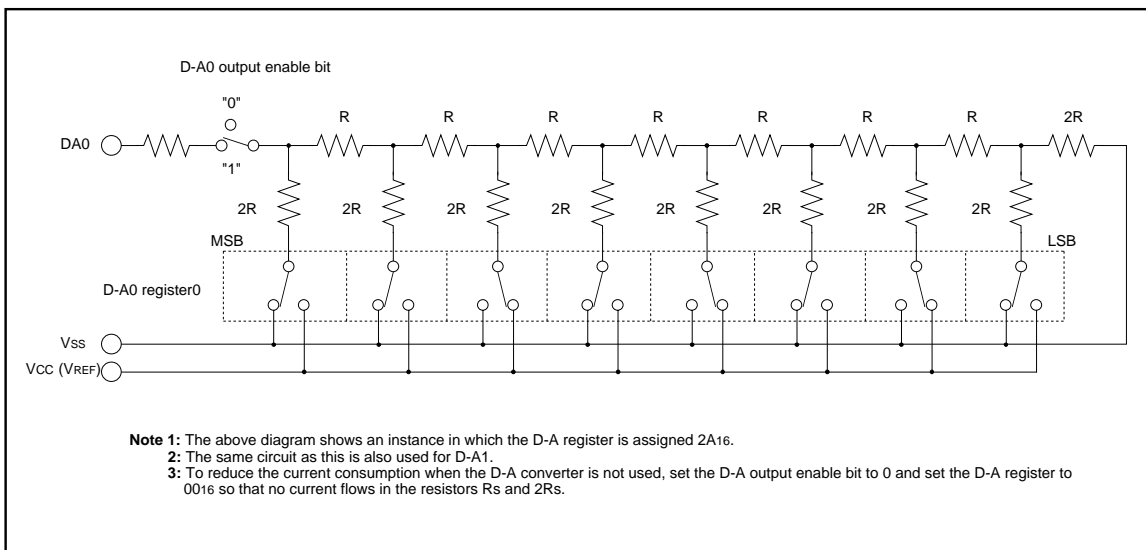 D-A0 output enable bit
"0"
R R R R R R R 2R
DA0
"1"
2R 2R 2R 2R 2R 2R 2R 2R
MSB LSB
D-A0 register0
VSS
VCC (VREF)
Note 1: The above diagram shows an instance in which the D-A register is assigned 2A16.
2: The same circuit as this is also used for D-A1.
3: To reduce the current consumption when the D-A converter is not used, set the D-A output enable bit to 0 and set the D-A register to
0016 so that no current flows in the resistors Rs and 2Rs.